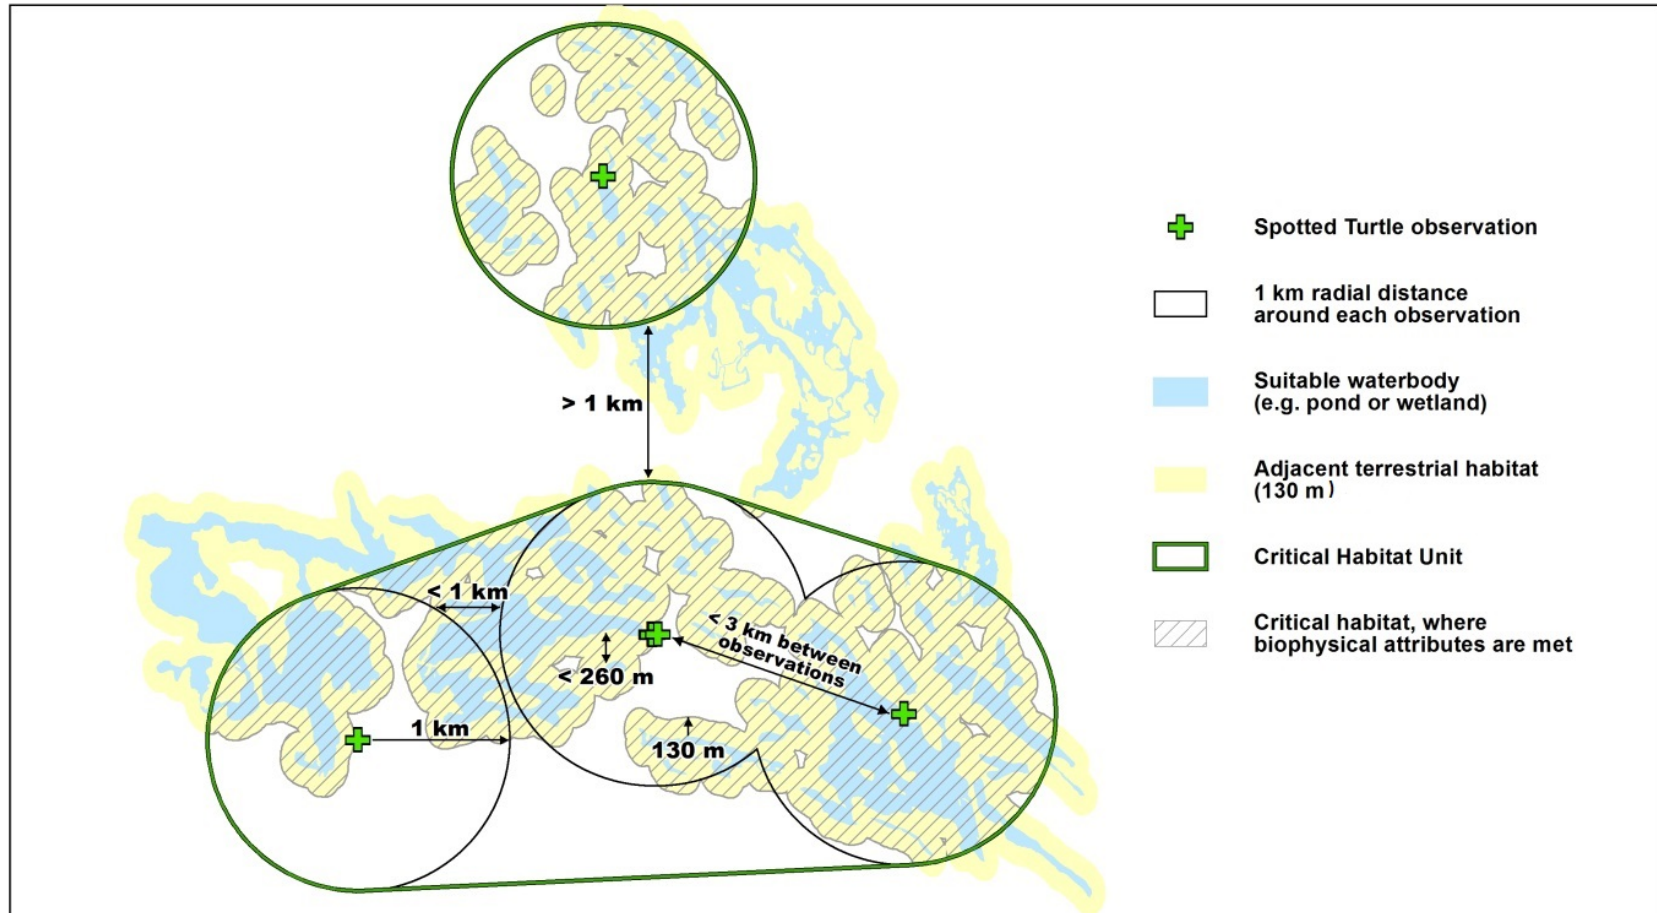 > 1 km
< 1 km
< 260 m
1 km
130 m
< 3 km between
observations
Spotted Turtle observation
1 km radial distance
around each observation
Suitable waterbody
(e.g. pond or wetland)
Adjacent terrestrial habitat
(130 m)
Critical Habitat Unit
Critical habitat, where
biophysical attributes are met